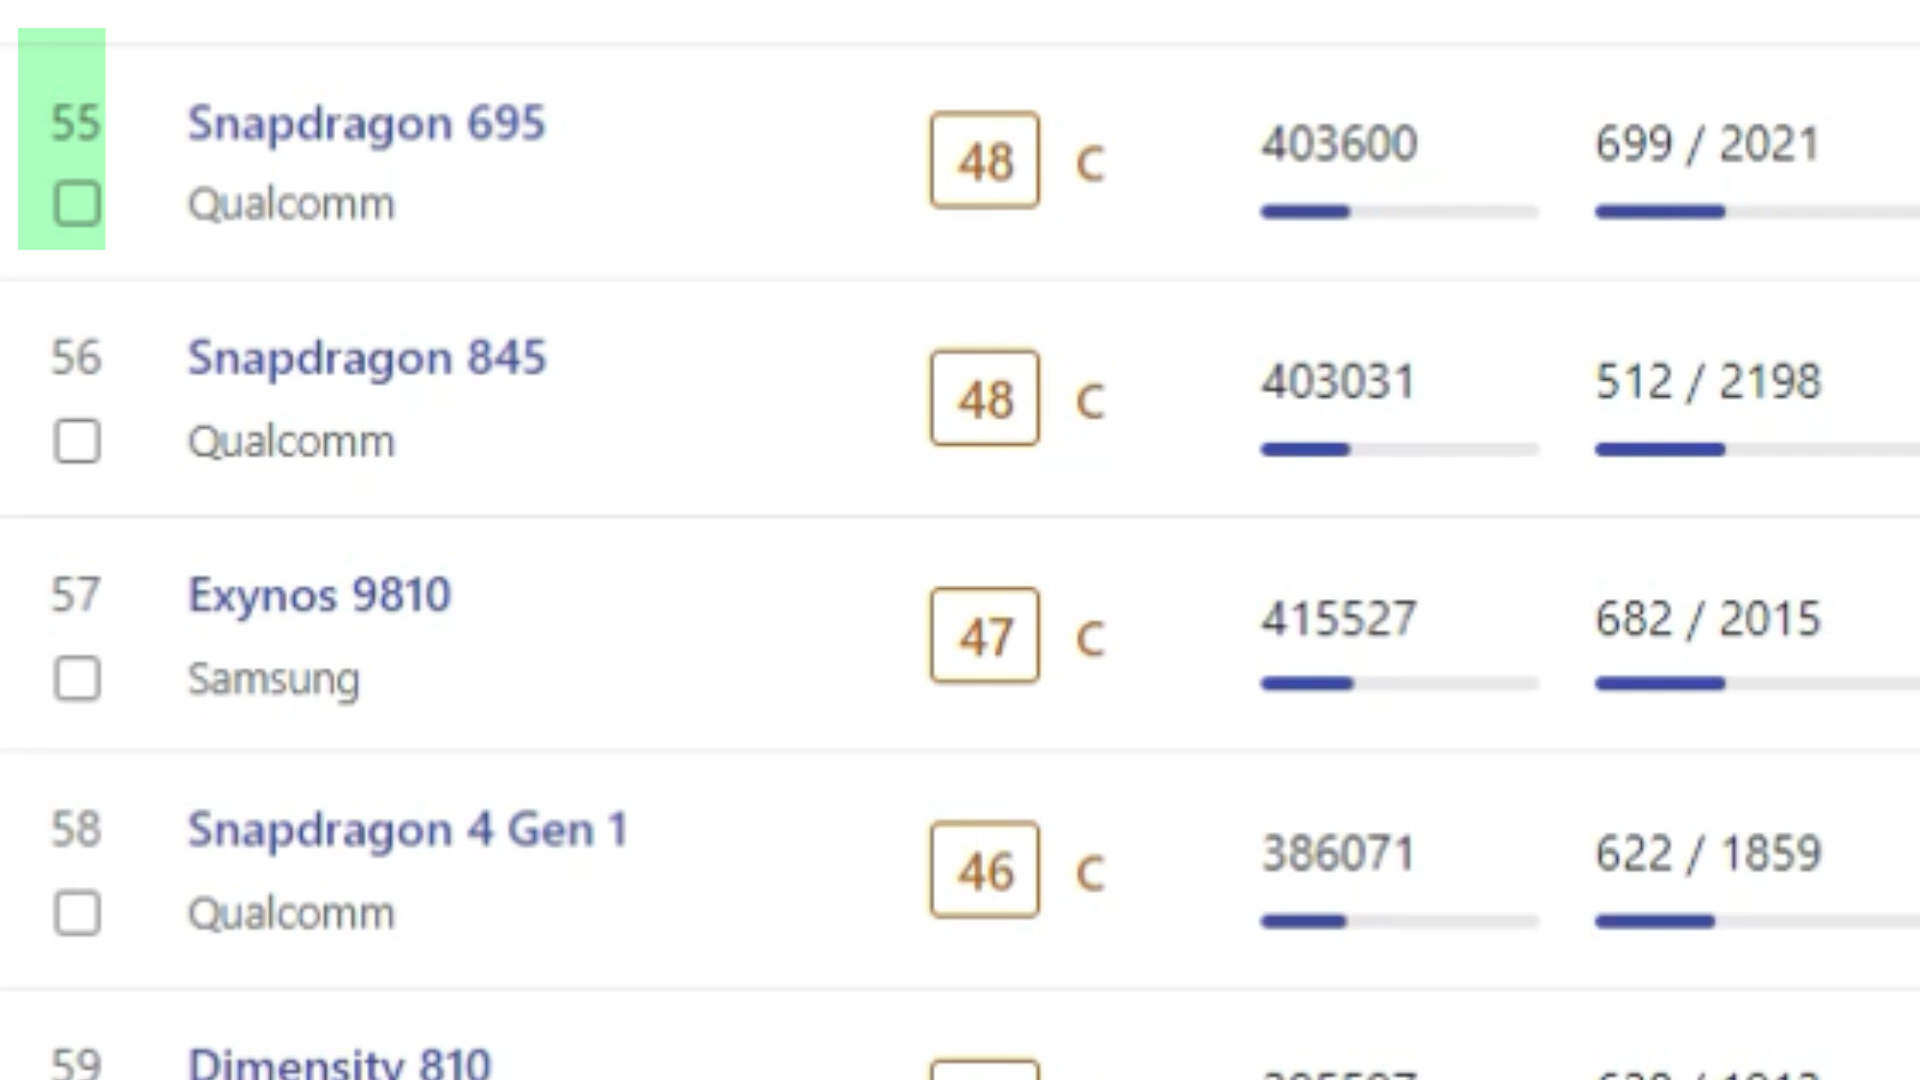 55 Snapdragon 695 48 C 403600 699 / 2021
Qualcomm
56 Snapdragon 845 48 C 403031 512 / 2198
Qualcomm
57 Exynos 9810 47 C 415527 682 / 2015
Samsung
58 Snapdragon 4 Gen 1 46 C 386071 622 / 1859
Qualcomm
59 Dimensity 810